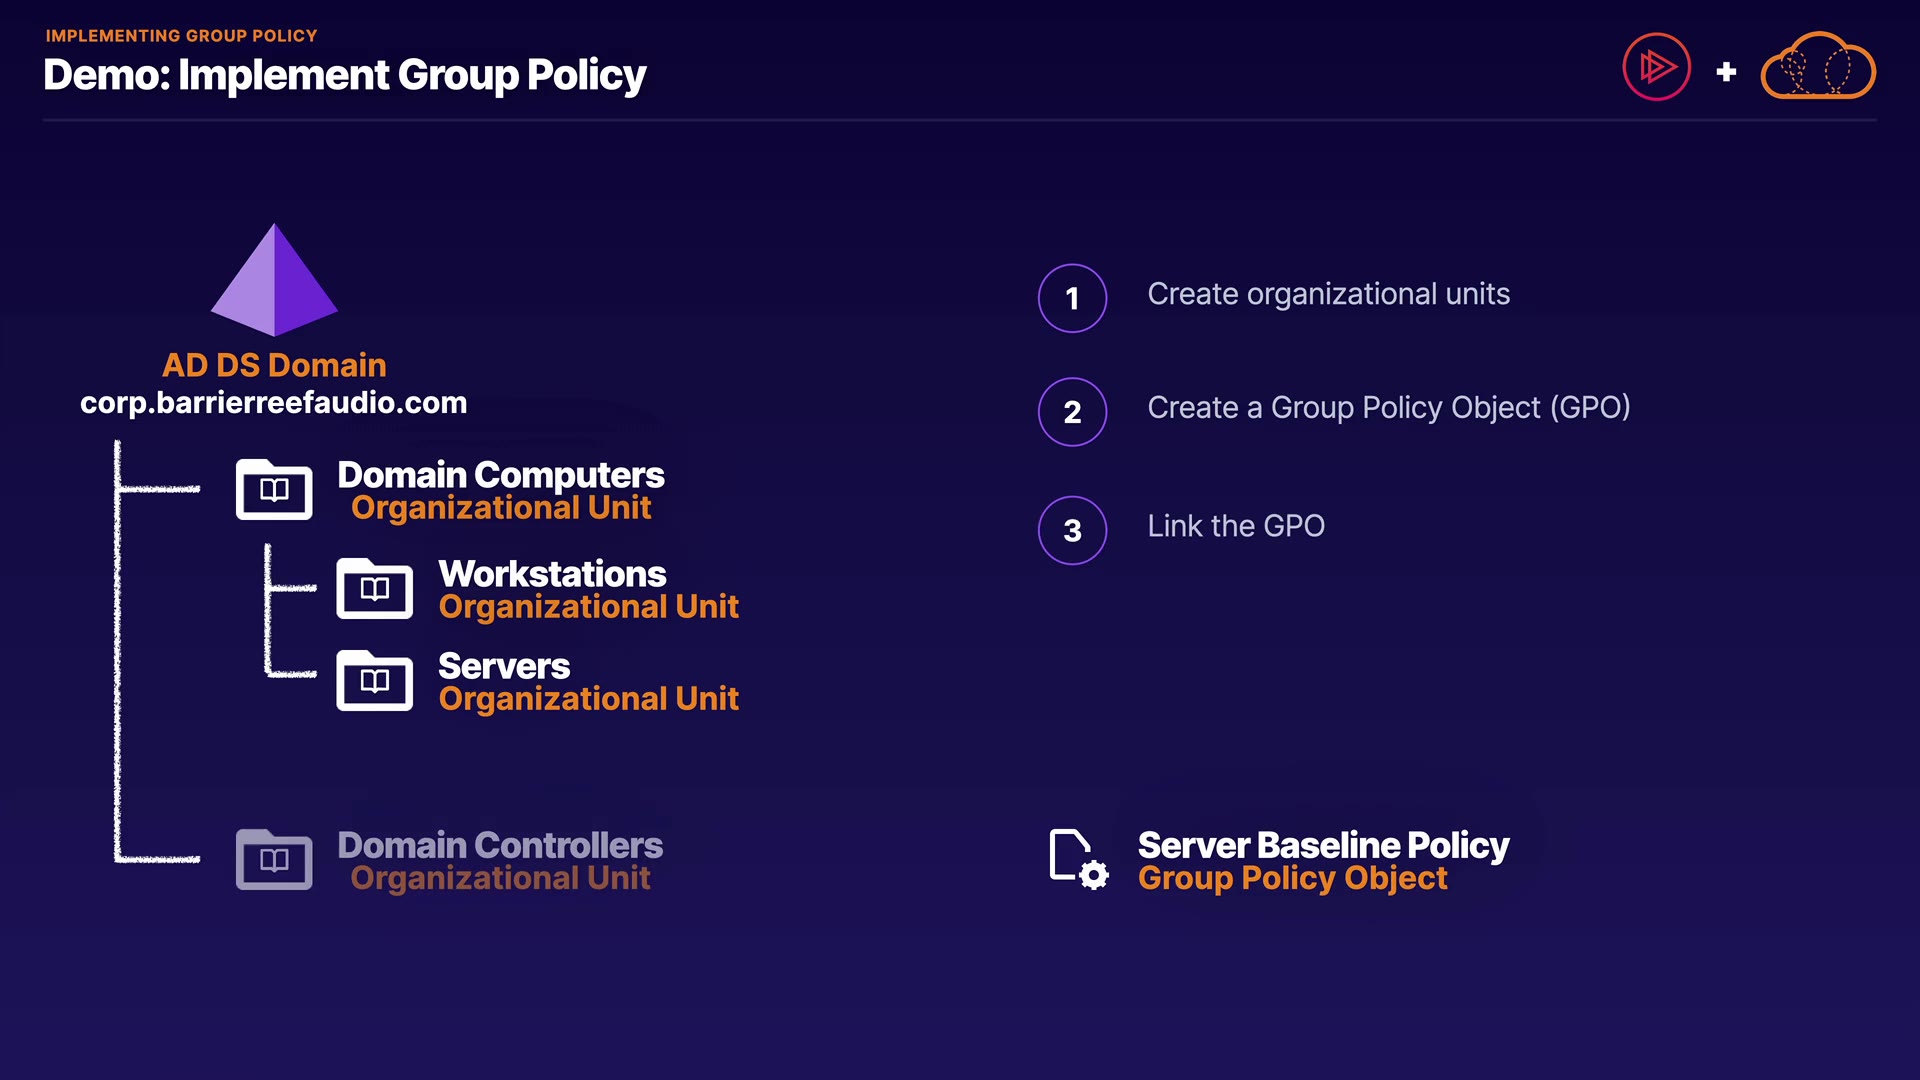 IMPLEMENTING GROUP POLICY
Demo: Implement Group Policy
+
AD DS Domain
corp.barrierreefaudio.com
Domain Computers
Organizational Unit
Workstations
Organizational Unit
Servers
Organizational Unit
Domain Controllers
Organizational Unit
1 Create organizational units
2 Create a Group Policy Object (GPO)
3 Link the GPO
Server Baseline Policy
Group Policy Object